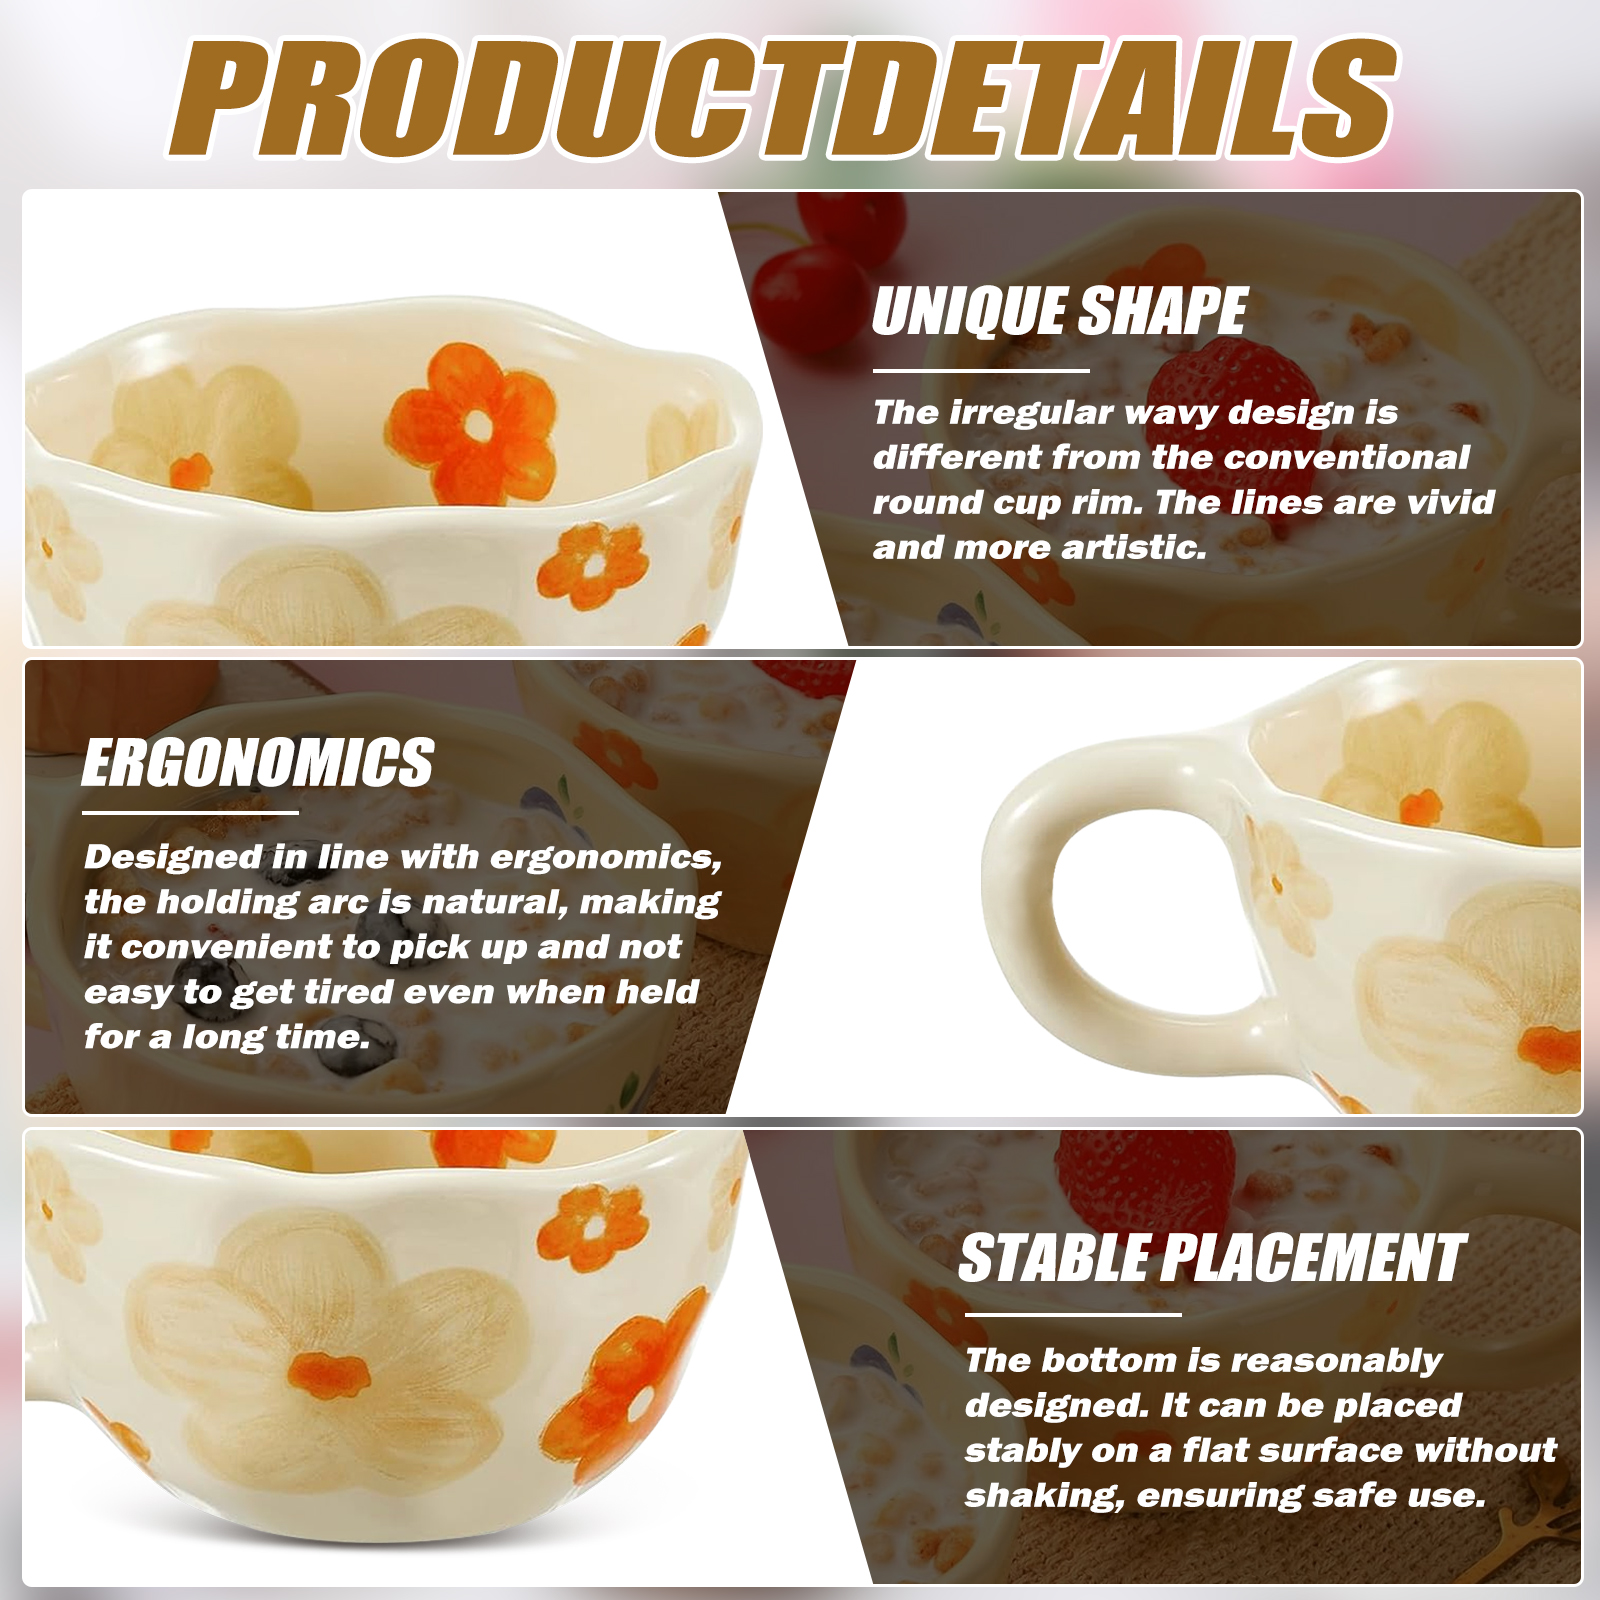 PRODUCTDETAILS
UNIQUE SHAPE
The irregular wavy design is
different from the conventional
round cup rim. The lines are vivid
and more artistic.
ERGONOMICS
Designed in line with ergonomics,
the holding arc is natural, making
it convenient to pick up and not
easy to get tired even when held
for a long time.
STABLE PLACEMENT
The bottom is reasonably
designed. It can be placed
stably on a flat surface without
shaking, ensuring safe use.